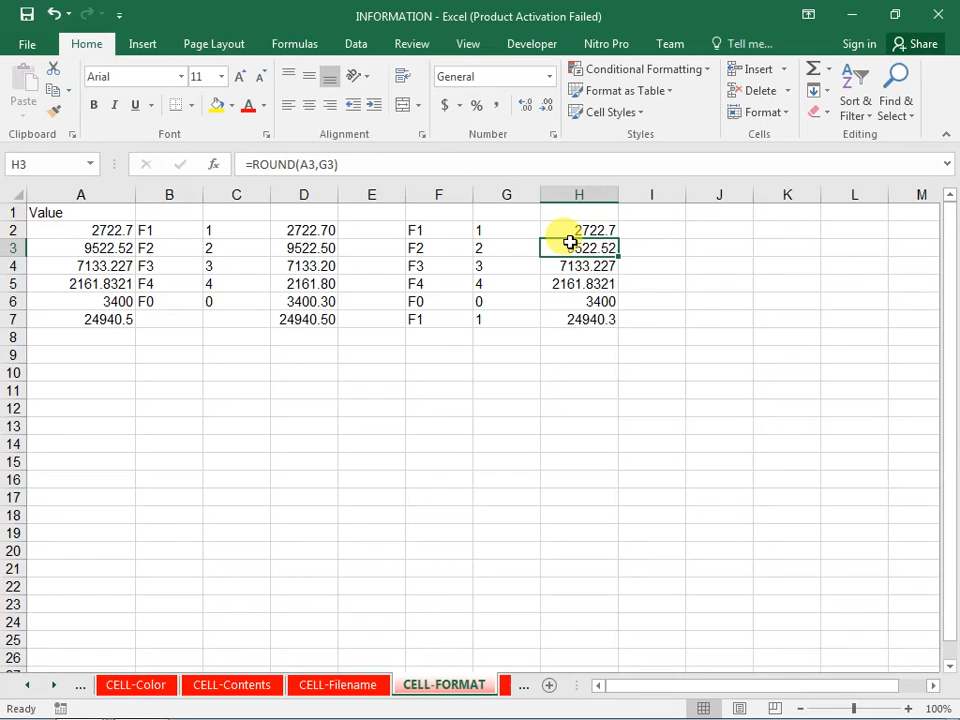 INFORMATION - Excel (Product Activation Failed)
File Home Insert Page Layout Formulas Data Review View Developer Nitro Pro Team Tell me... Sign in Share
Arial 11 A A General Conditional Formatting Insert Σ
Paste Format as Table Delete Sort & Find &
B I U A $ % , Cell Styles Format Filter Select
Clipboard Font Alignment Number Styles Cells Editing
H3 fx =ROUND(A3,G3)
A B C D E F G H I J K L M
1 Value
2 2722.7 F1 1 2722.70 F1 1 2722.7
3 9522.52 F2 2 9522.50 F2 2 9522.52
4 7133.227 F3 3 7133.20 F3 3 7133.227
5 2161.8321 F4 4 2161.80 F4 4 2161.8321
6 3400 F0 0 3400.30 F0 0 3400
7 24940.5 24940.50 F1 1 24940.3
8
9
10
11
12
13
14
15
16
17
18
19
20
21
22
23
24
25
26
... CELL-Color CELL-Contents CELL-Filename CELL-FORMAT ...
Ready 100%